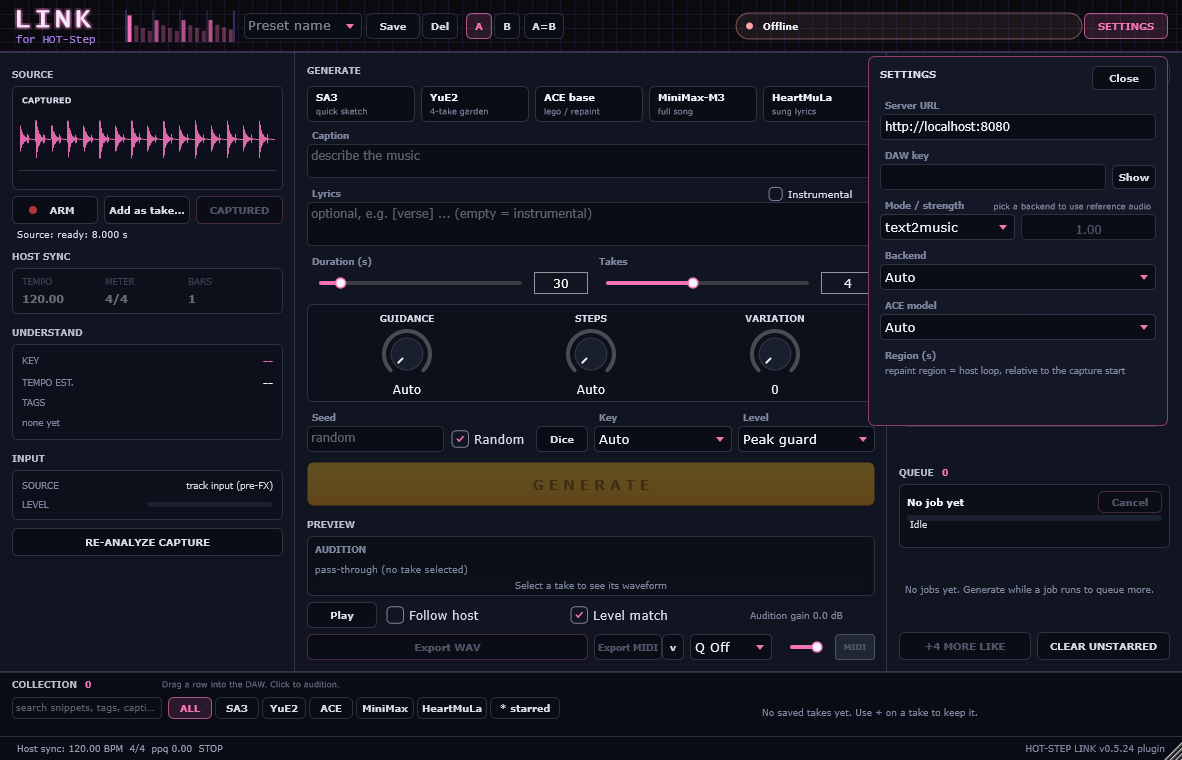 LINK
for HOT-Step
Preset name
Save
Del
A
B
A=B
Offline
SETTINGS
SOURCE
CAPTURED
ARM
Add as take...
CAPTURED
Source: ready: 8.000 s
HOST SYNC
TEMPO METER BARS
120.00 4/4 1
UNDERSTAND
KEY --
TEMPO EST. --
TAGS
none yet
INPUT
SOURCE track input (pre-FX)
LEVEL
RE-ANALYZE CAPTURE
GENERATE
SA3
quick sketch
YuE2
4-take garden
ACE base
lego / repaint
MiniMax-M3
full song
HeartMuLa
sung lyrics
Caption
describe the music
Lyrics
Instrumental
optional, e.g. [verse] ... (empty = instrumental)
Duration (s) Takes
30 4
GUIDANCE STEPS VARIATION
Auto Auto 0
Seed Key Level
random Random Dice Auto Peak guard
GENERATE
PREVIEW
AUDITION
pass-through (no take selected)
Select a take to see its waveform
Play Follow host Level match Audition gain 0.0 dB
Export WAV Export MIDI v Q Off MIDI
SETTINGS
Close
Server URL
http://localhost:8080
DAW key
Show
Mode / strength pick a backend to use reference audio
text2music 1.00
Backend
Auto
ACE model
Auto
Region (s)
repaint region = host loop, relative to the capture start
QUEUE 0
No job yet Cancel
Idle
No jobs yet. Generate while a job runs to queue more.
+4 MORE LIKE CLEAR UNSTARRED
COLLECTION 0 Drag a row into the DAW. Click to audition.
search snippets, tags, capti... ALL SA3 YuE2 ACE MiniMax HeartMuLa * starred
No saved takes yet. Use + on a take to keep it.
Host sync: 120.00 BPM 4/4 ppq 0.00 STOP
HOT-STEP LINK v0.5.24 plugin